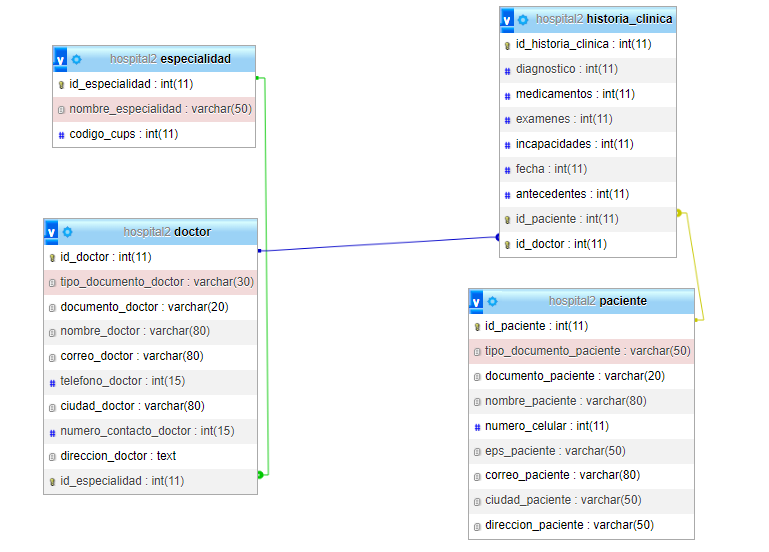 hospital2 especialidad
id_especialidad : int(11)
nombre_especialidad : varchar(50)
codigo_cups : int(11)
hospital2 doctor
id_doctor : int(11)
tipo_documento_doctor : varchar(30)
documento_doctor : varchar(20)
nombre_doctor : varchar(80)
correo_doctor : varchar(80)
telefono_doctor : int(15)
ciudad_doctor : varchar(80)
numero_contacto_doctor : int(15)
direccion_doctor : text
id_especialidad : int(11)
hospital2 historia_clinica
id_historia_clinica : int(11)
diagnostico : int(11)
medicamentos : int(11)
examenes : int(11)
incapacidades : int(11)
fecha : int(11)
antecedentes : int(11)
id_paciente : int(11)
id_doctor : int(11)
hospital2 paciente
id_paciente : int(11)
tipo_documento_paciente : varchar(50)
documento_paciente : varchar(20)
nombre_paciente : varchar(80)
numero_celular : int(11)
eps_paciente : varchar(50)
correo_paciente : varchar(80)
ciudad_paciente : varchar(50)
direccion_paciente : varchar(50)